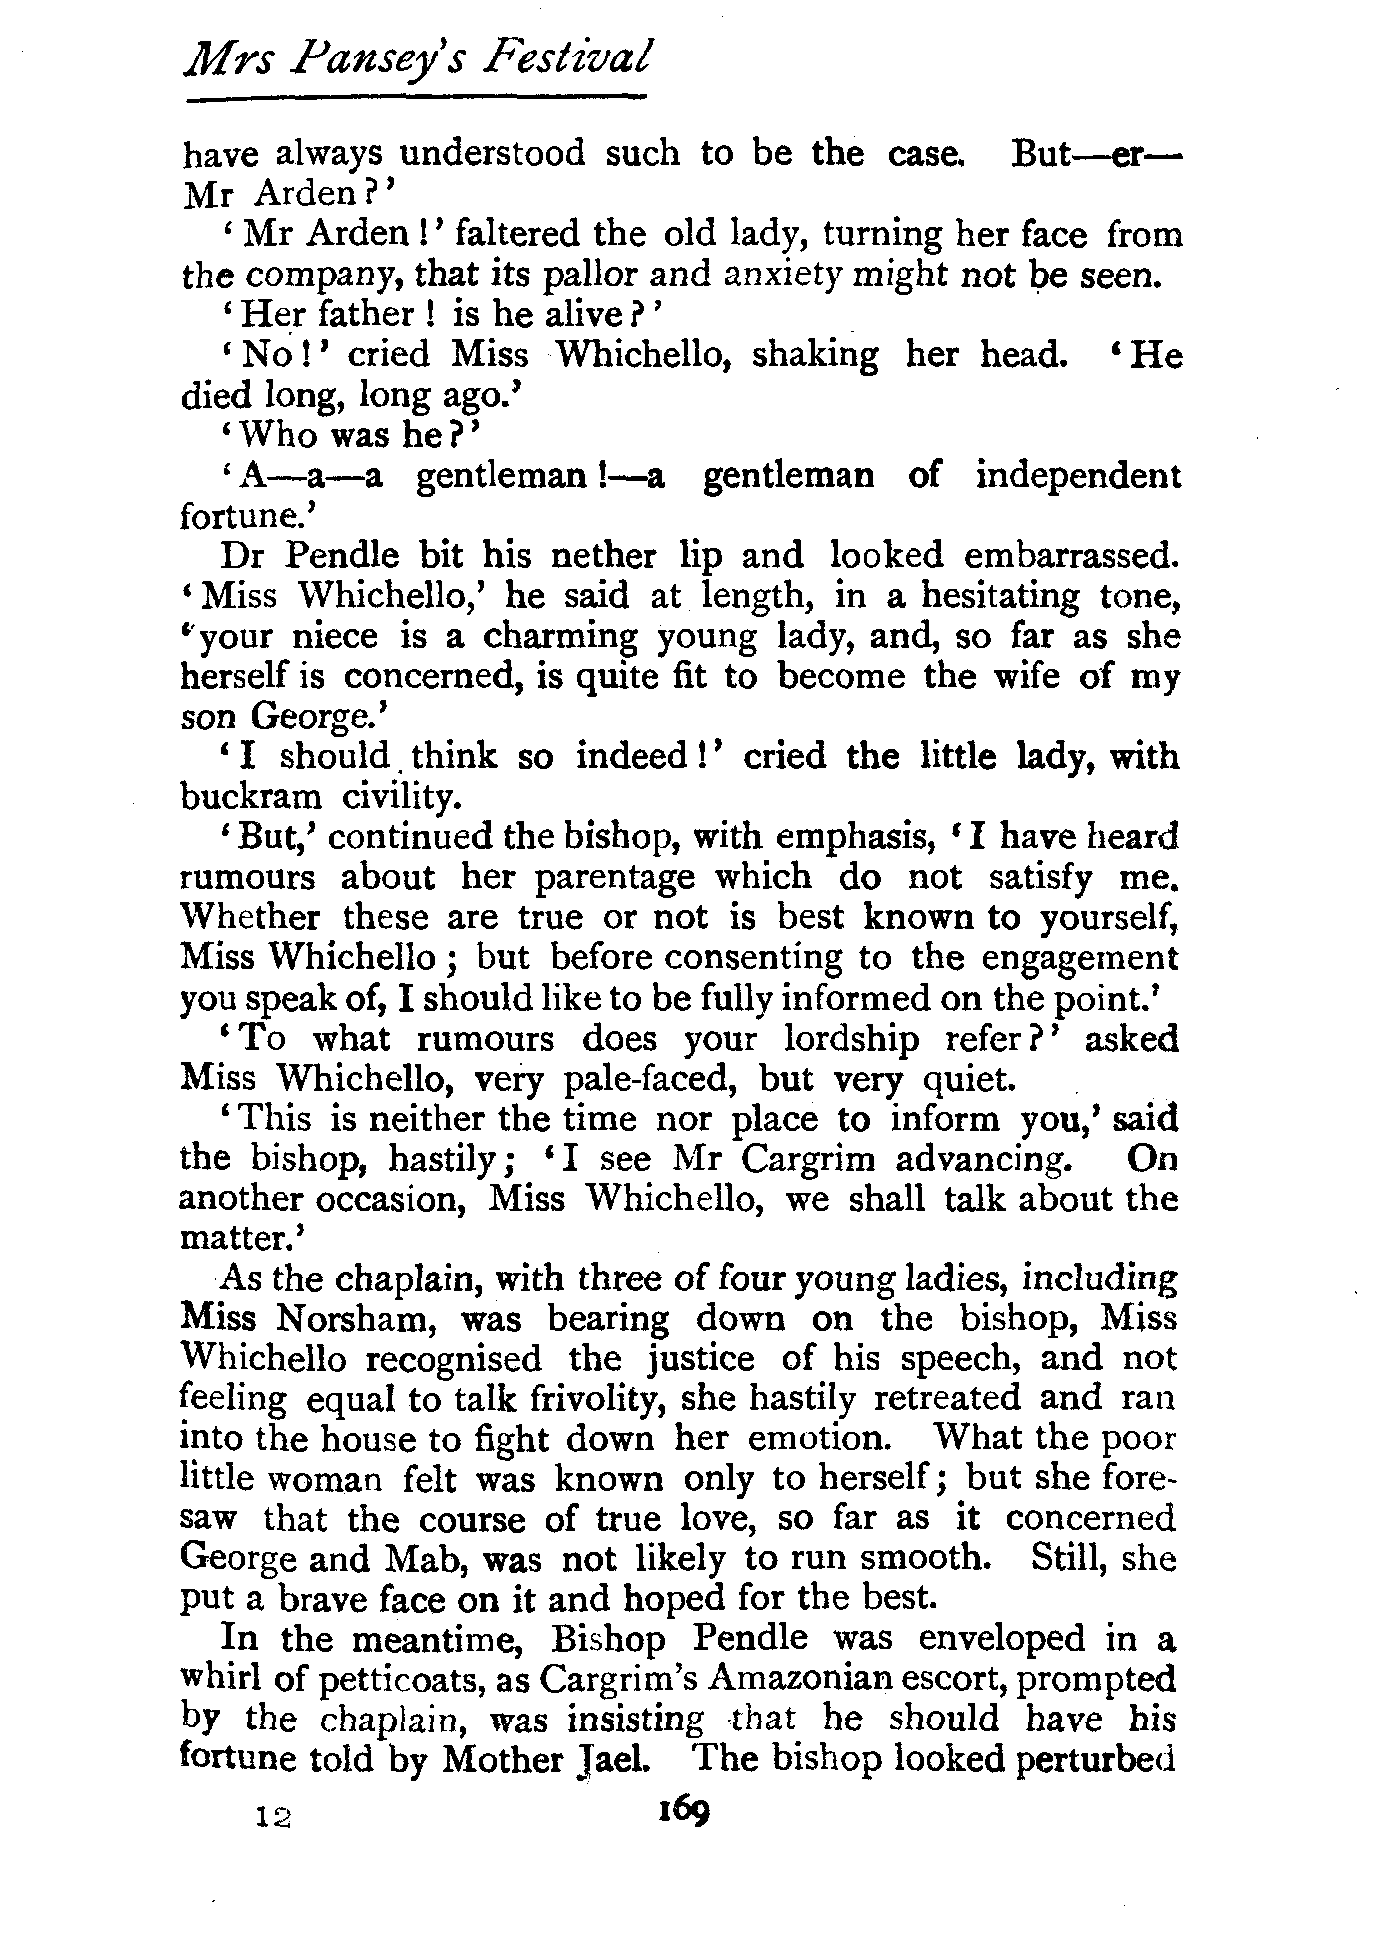 Mrs Pansey's Festival
have always understood such to be the case. But—er—
Mr Arden?'
'Mr Arden!' faltered the old lady, turning her face from
the company, that its pallor and anxiety might not be seen.
'Her father! is he alive?'
'No!' cried Miss Whichello, shaking her head. 'He
died long, long ago.'
'Who was he?'
'A—a—a gentleman!—a gentleman of independent
fortune.'
Dr Pendle bit his nether lip and looked embarrassed.
'Miss Whichello,' he said at length, in a hesitating tone,
'your niece is a charming young lady, and, so far as she
herself is concerned, is quite fit to become the wife of my
son George.'
'I should think so indeed!' cried the little lady, with
buckram civility.
'But,' continued the bishop, with emphasis, 'I have heard
rumours about her parentage which do not satisfy me.
Whether these are true or not is best known to yourself,
Miss Whichello; but before consenting to the engagement
you speak of, I should like to be fully informed on the point.'
'To what rumours does your lordship refer?' asked
Miss Whichello, very pale-faced, but very quiet.
'This is neither the time nor place to inform you,' said
the bishop, hastily; 'I see Mr Cargrim advancing. On
another occasion, Miss Whichello, we shall talk about the
matter.'
As the chaplain, with three of four young ladies, including
Miss Norsham, was bearing down on the bishop, Miss
Whichello recognised the justice of his speech, and not
feeling equal to talk frivolity, she hastily retreated and ran
into the house to fight down her emotion. What the poor
little woman felt was known only to herself; but she fore-
saw that the course of true love, so far as it concerned
George and Mab, was not likely to run smooth. Still, she
put a brave face on it and hoped for the best.
In the meantime, Bishop Pendle was enveloped in a
whirl of petticoats, as Cargrim's Amazonian escort, prompted
by the chaplain, was insisting that he should have his
fortune told by Mother Jael. The bishop looked perturbed
12 169